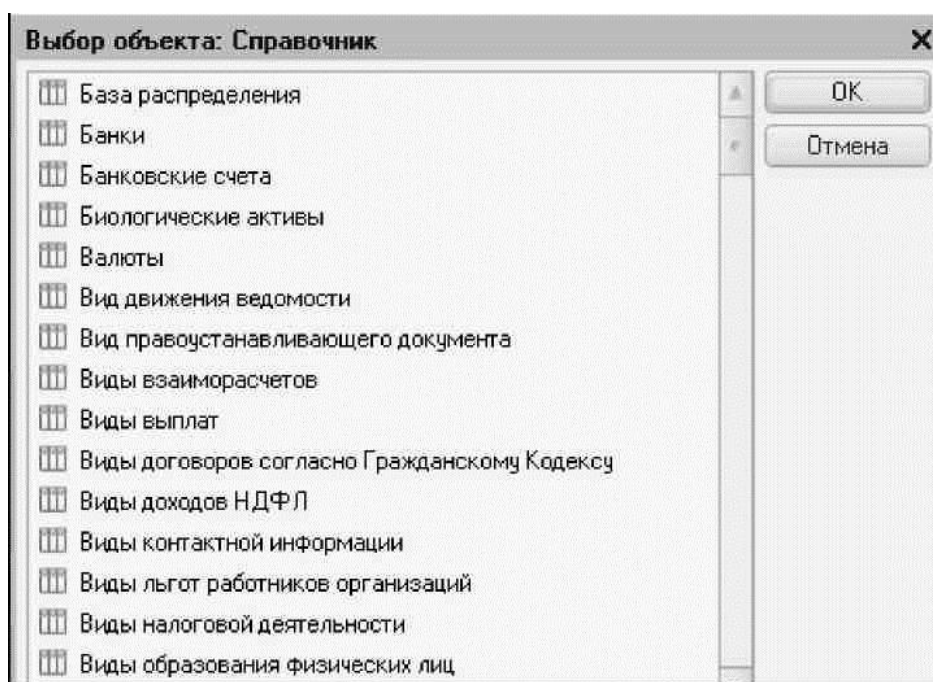 Выбор объекта: Справочник
База распределения
Банки
Банковские счета
Биологические активы
Валюты
Вид движения ведомости
Вид правоустанавливающего документа
Виды взаиморасчетов
Виды выплат
Виды договоров согласно Гражданскому Кодексу
Виды доходов НДФЛ
Виды контактной информации
Виды льгот работников организаций
Виды налоговой деятельности
Виды образования физических лиц
OK
Отмена